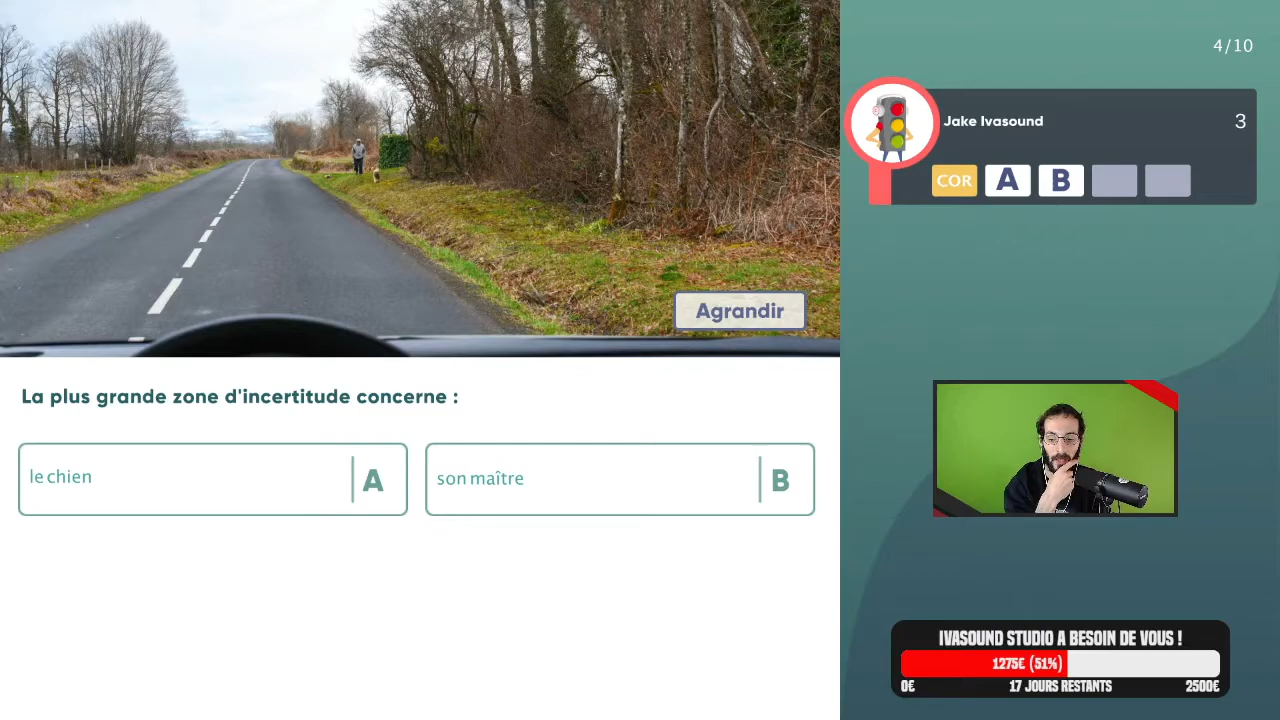 4/10
Jake Ivasound
3
COR
A
B
Agrandir
La plus grande zone d'incertitude concerne :
le chien
A
son maître
B
IVASOUND STUDIO A BESOIN DE VOUS !
1275€ (51%)
0€
17 JOURS RESTANTS
2500€